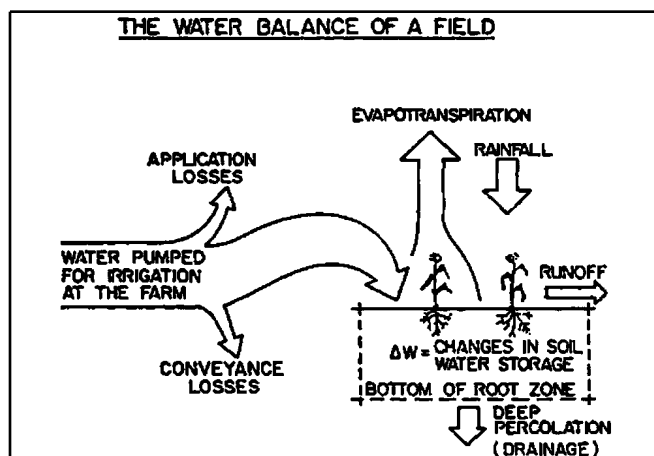 THE WATER BALANCE OF A FIELD
EVAPOTRANSPIRATION
APPLICATION
LOSSES
RAINFALL
WATER PUMPED
FOR IRRIGATION
AT THE FARM
RUNOFF
CONVEYANCE
LOSSES
ΔW = CHANGES IN SOIL
WATER STORAGE
BOTTOM OF ROOT ZONE
DEEP
PERCOLATION
(DRAINAGE)